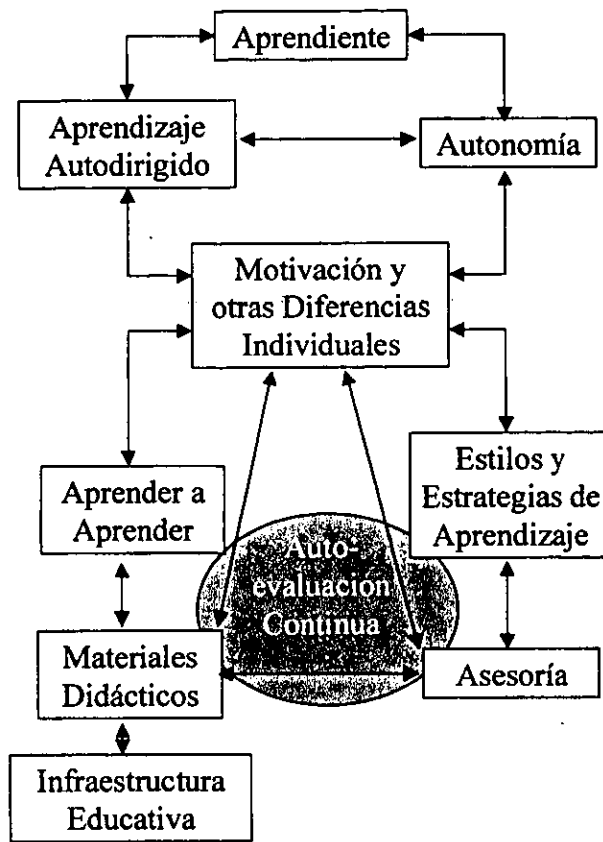 Aprendiente
Aprendizaje
Autodirigido
Autonomía
Motivación y
otras Diferencias
Individuales
Aprender a
Aprender
Estilos y
Estrategias de
Aprendizaje
Auto-
evaluación
Continua
Materiales
Didácticos
Asesoría
Infraestructura
Educativa